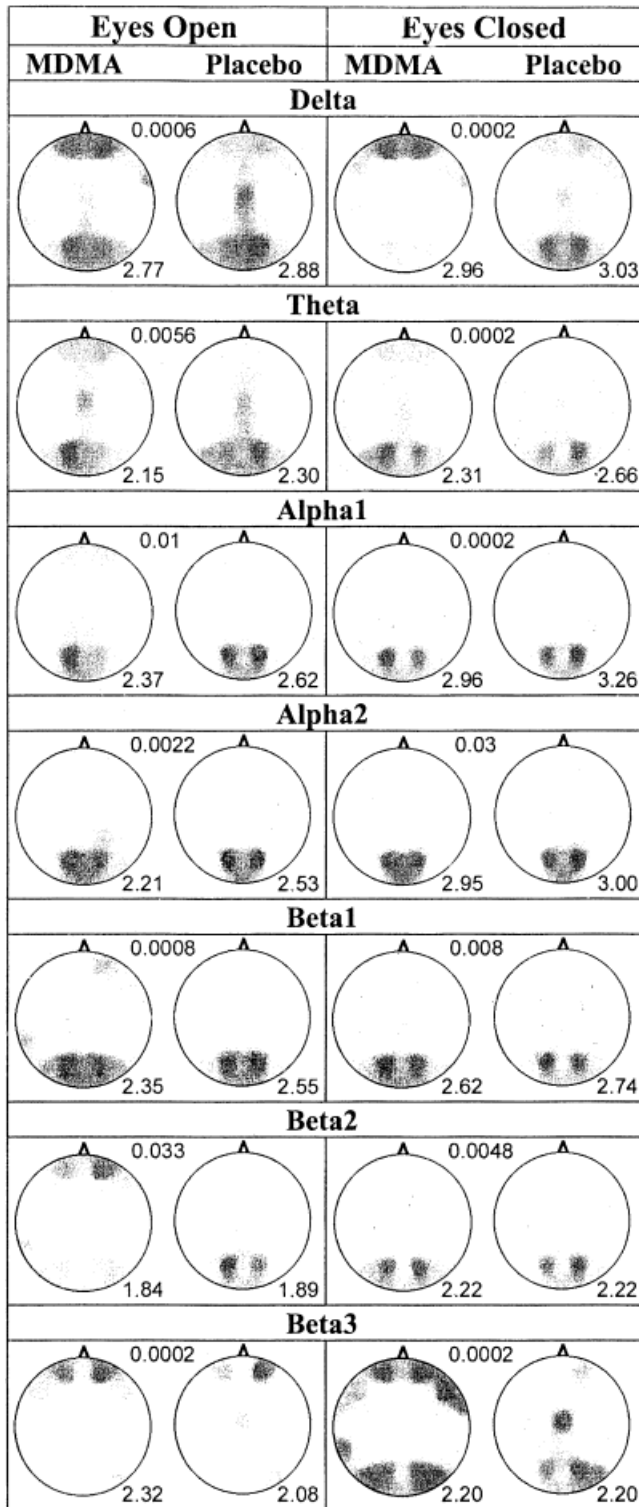 Eyes Open Eyes Closed
MDMA Placebo MDMA Placebo
Delta
0.0006 0.0002
2.77 2.88 2.96 3.03
Theta
0.0056 0.0002
2.15 2.30 2.31 2.66
Alpha1
0.01 0.0002
2.37 2.62 2.96 3.26
Alpha2
0.0022 0.03
2.21 2.53 2.95 3.00
Beta1
0.0008 0.008
2.35 2.55 2.62 2.74
Beta2
0.033 0.0048
1.84 1.89 2.22 2.22
Beta3
0.0002 0.0002
2.32 2.08 2.20 2.20